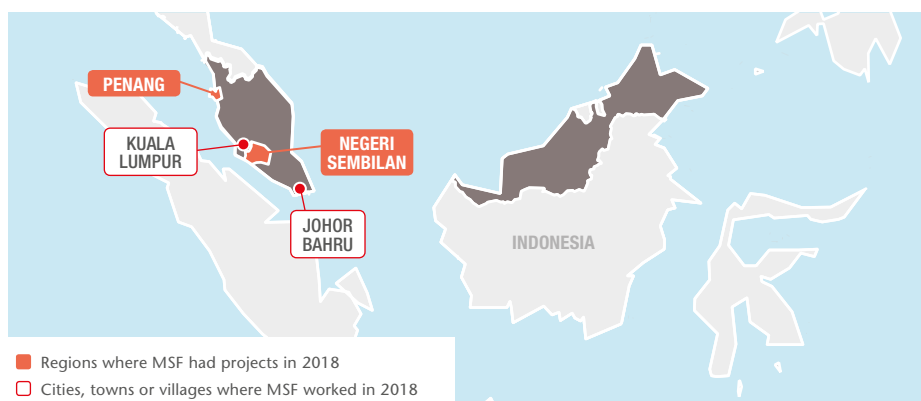 PENANG
KUALA
LUMPUR
NEGERI
SEMBILAN
JOHOR
BAHRU
INDONESIA
Regions where MSF had projects in 2018
Cities, towns or villages where MSF worked in 2018